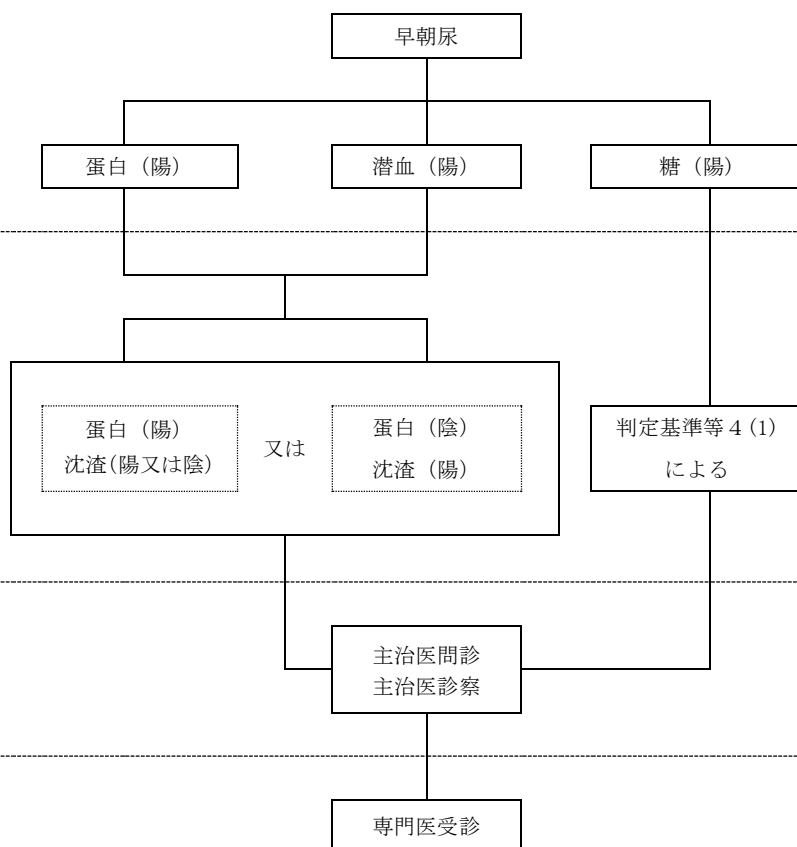 早朝尿
蛋白（陽）
潜血（陽）
糖（陽）
蛋白（陽）
沈渣(陽又は陰)
又は
蛋白（陰）
沈渣（陽）
判定基準等４(1)
による
主治医問診
主治医診察
専門医受診